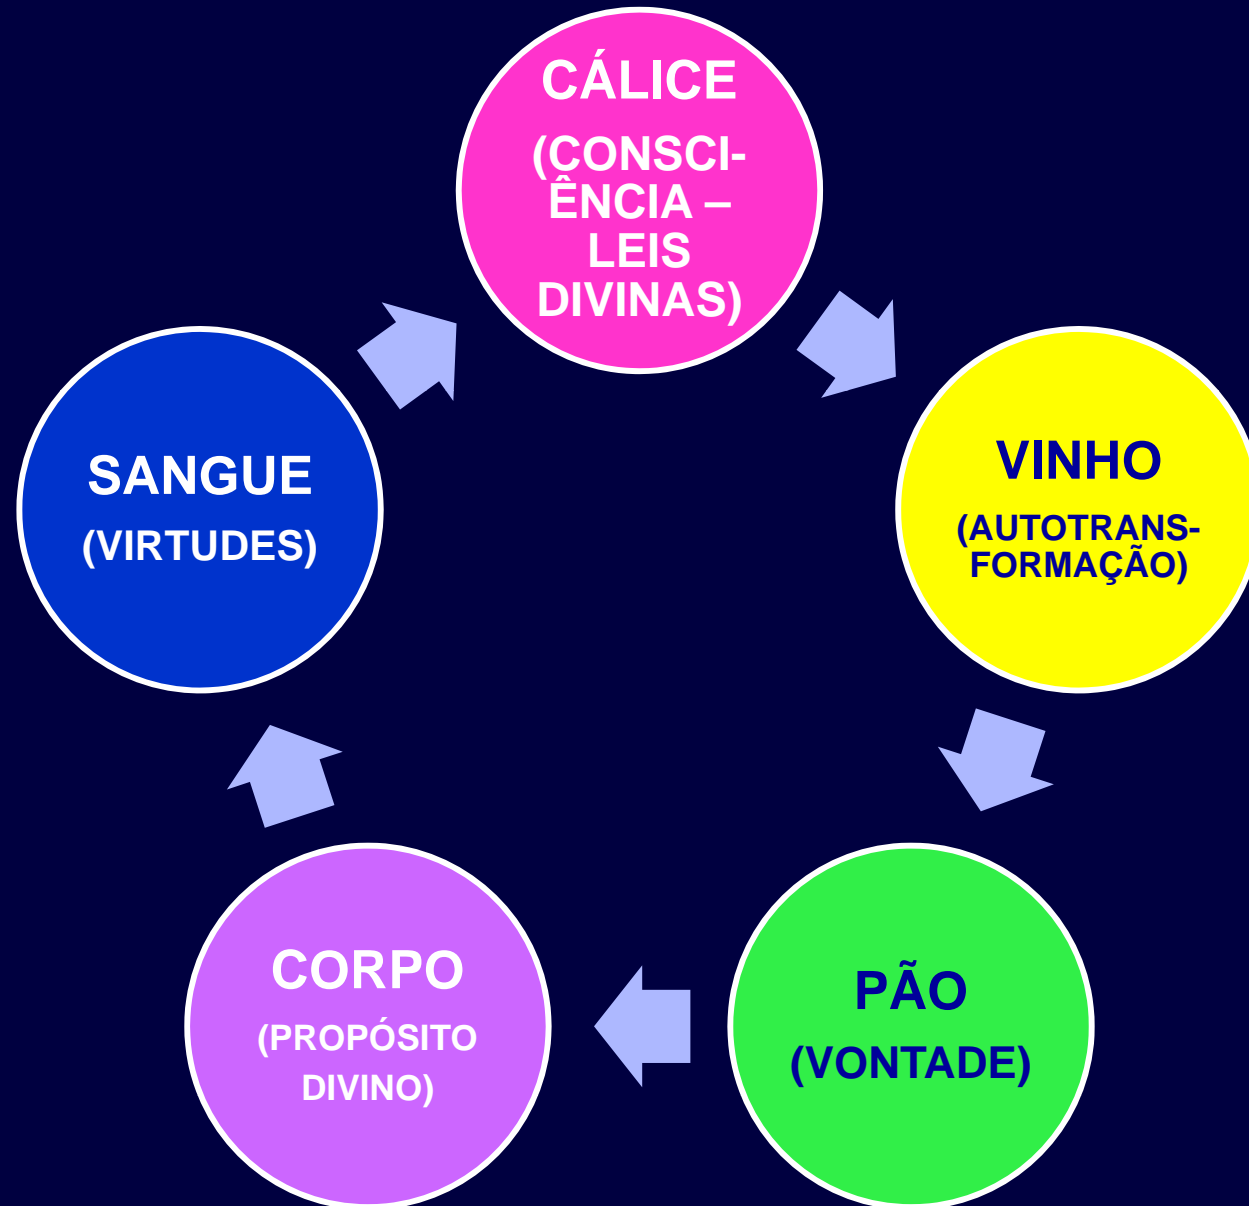 CÁLICE
(CONSCI-
ÊNCIA –
LEIS
DIVINAS)
VINHO
(AUTOTRANS-
FORMAÇÃO)
PÃO
(VONTADE)
CORPO
(PROPÓSITO
DIVINO)
SANGUE
(VIRTUDES)